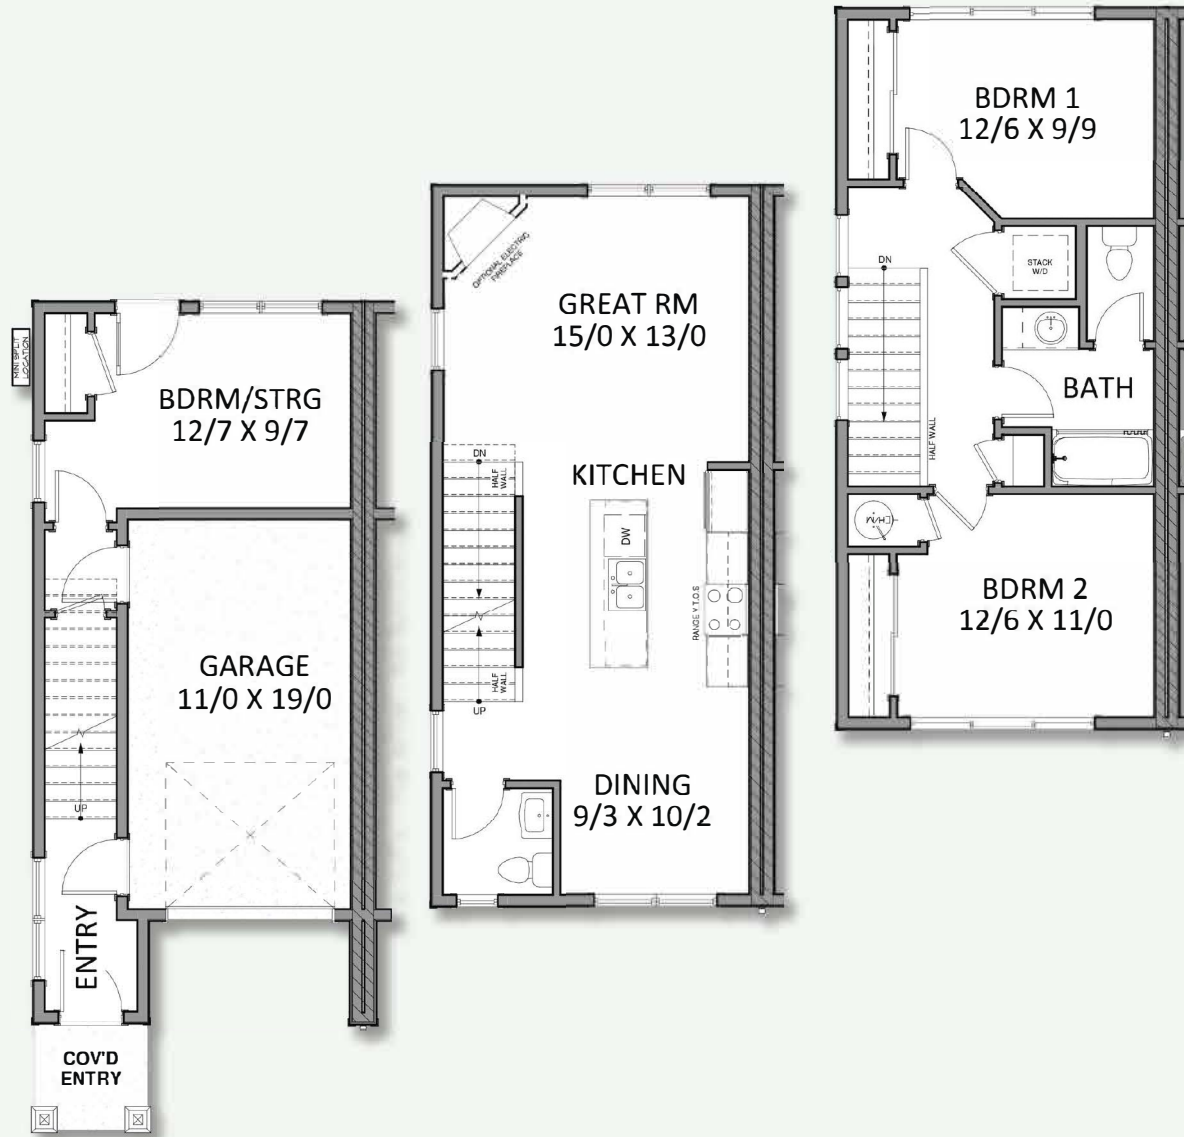 MINI SPLIT
LOCATION
BDRM/STRG
12/7 X 9/7
GARAGE
11/0 X 19/0
UP
ENTRY
COV'D
ENTRY
OPTIONAL ELECTRIC
FIREPLACE
GREAT RM
15/0 X 13/0
DN
HALF
WALL
KITCHEN
DW
RANGE Y T.O.S
HALF
WALL
UP
DINING
9/3 X 10/2
BDRM 1
12/6 X 9/9
DN
STACK
W/D
BATH
HALF WALL
BDRM 2
12/6 X 11/0